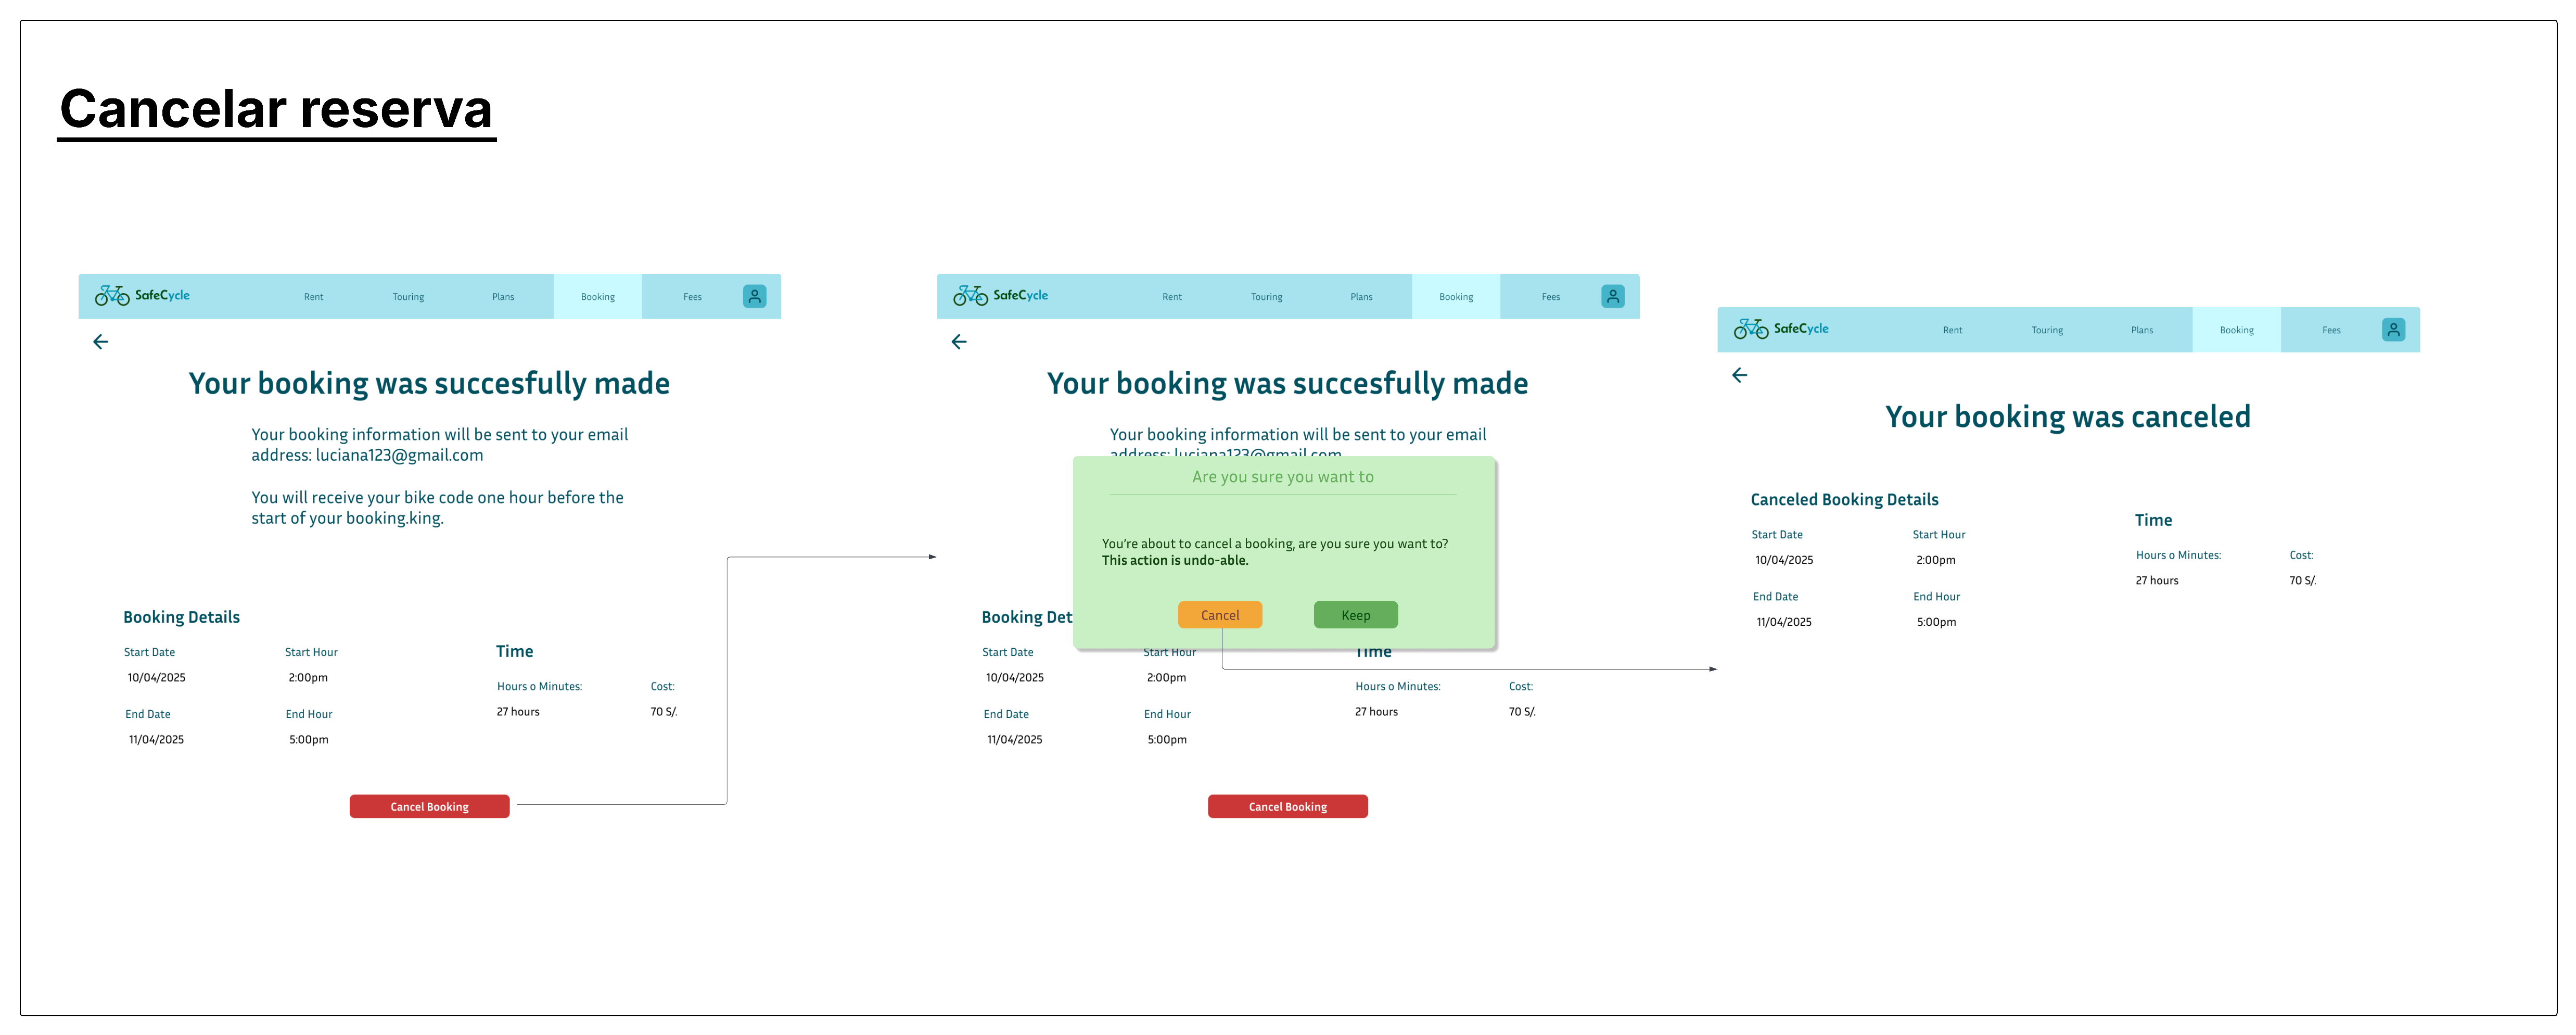 Cancelar reserva
SafeCycle
Rent
Touring
Plans
Booking
Fees
Your booking was succesfully made
Your booking information will be sent to your email
address: luciana123@gmail.com
You will receive your bike code one hour before the
start of your booking.king.
Booking Details
Start Date
Start Hour
10/04/2025
2:00pm
End Date
End Hour
11/04/2025
5:00pm
Time
Hours o Minutes:
Cost:
27 hours
70 S/.
Cancel Booking
SafeCycle
Rent
Touring
Plans
Booking
Fees
Your booking was succesfully made
Your booking information will be sent to your email
address: luciana123@gmail.com
Are you sure you want to
You're about to cancel a booking, are you sure you want to?
This action is undo-able.
Cancel
Keep
Booking Det
Start Date
Start Hour
10/04/2025
2:00pm
End Date
End Hour
11/04/2025
5:00pm
Time
Hours o Minutes:
Cost:
27 hours
70 S/.
Cancel Booking
SafeCycle
Rent
Touring
Plans
Booking
Fees
Your booking was canceled
Canceled Booking Details
Start Date
Start Hour
10/04/2025
2:00pm
End Date
End Hour
11/04/2025
5:00pm
Time
Hours o Minutes:
Cost:
27 hours
70 S/.